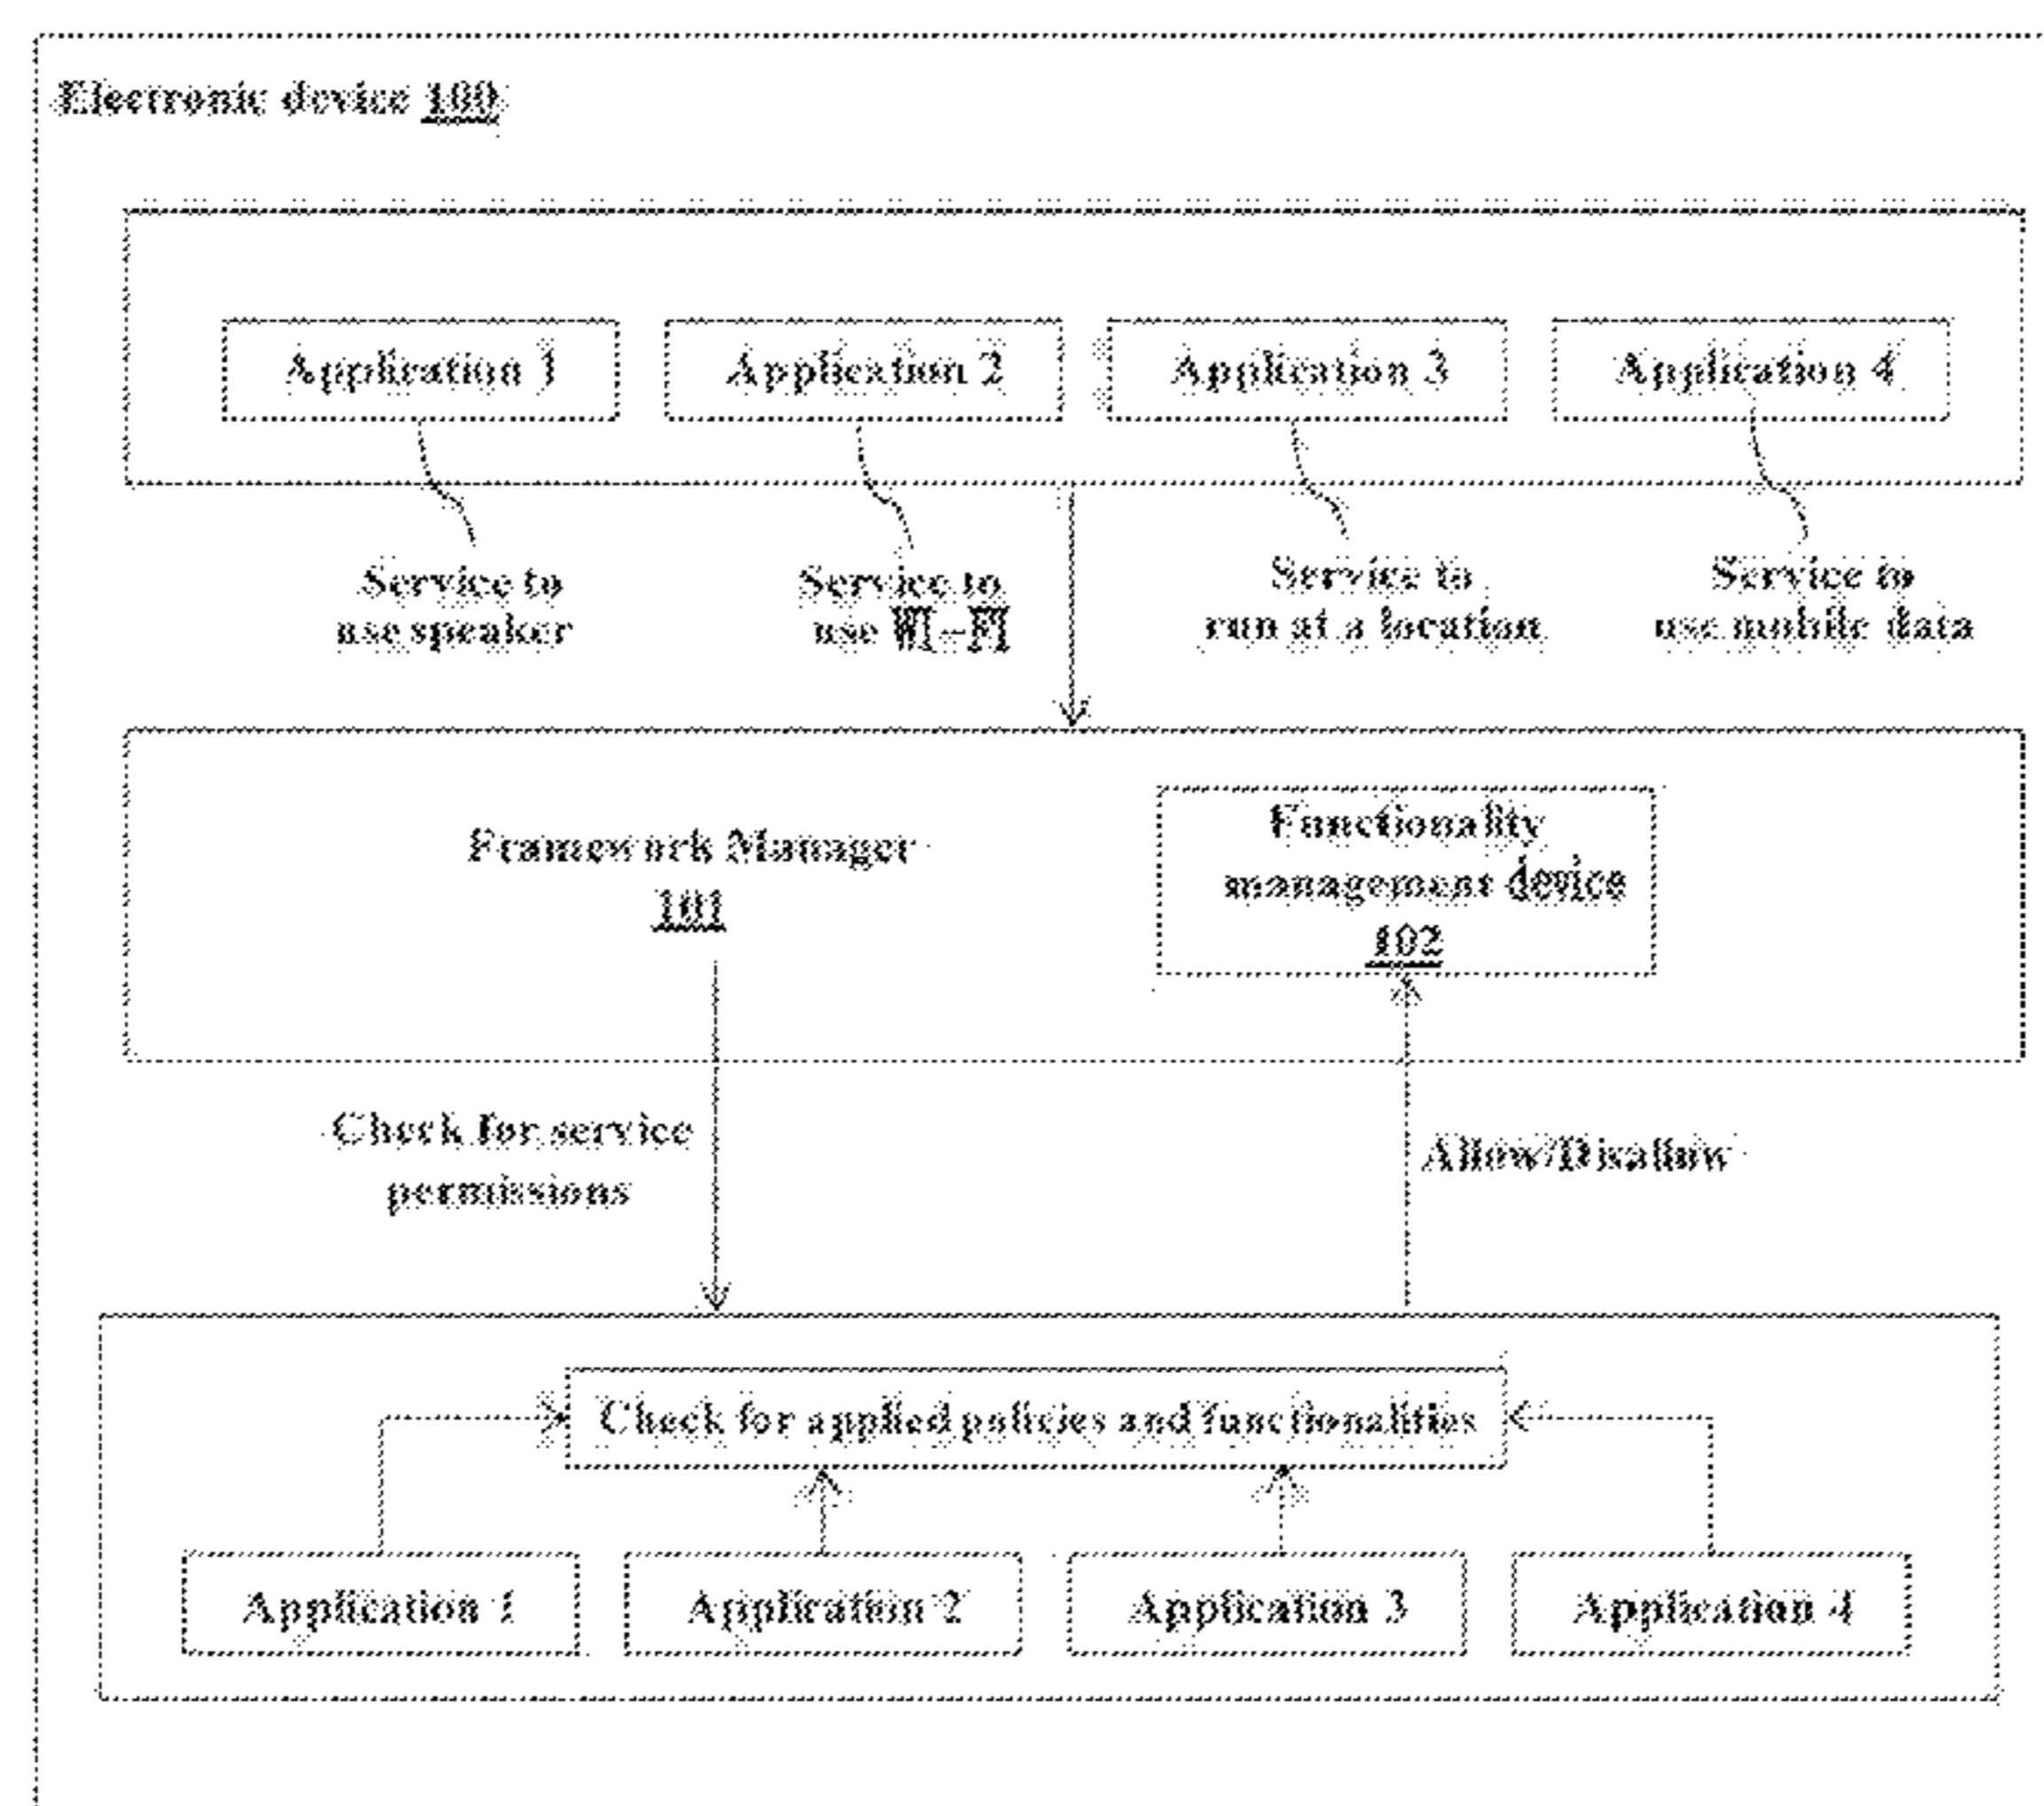 Electronic device 100
Application 1
Application 2
Application 3
Application 4
Service to
use speaker
Service to
use WI-FI
Service to
run at a location
Service to
use mobile data
Framework Manager
101
Functionality
management device
102
Check for service
permissions
Allow/Disallow
Check for applied policies and functionalities
Application 1
Application 2
Application 3
Application 4